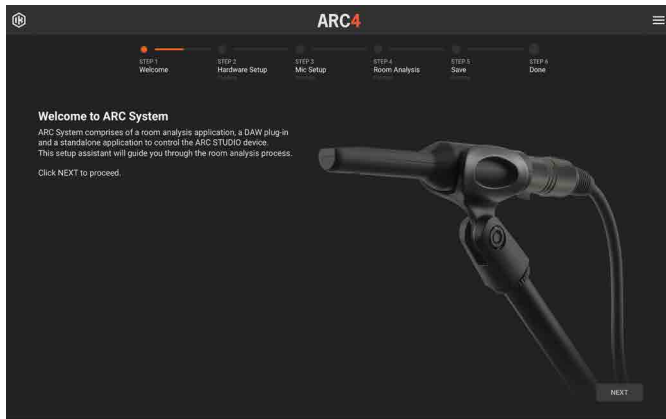 ARC4
STEP 1
Welcome
STEP 2
Hardware Setup
STEP 3
Mic Setup
STEP 4
Room Analysis
STEP 5
Save
STEP 6
Done
Welcome to ARC System
ARC System comprises of a room analysis application, a DAW plug-in
and a standalone application to control the ARC STUDIO device.
This setup assistant will guide you through the room analysis process.
Click NEXT to proceed.
NEXT